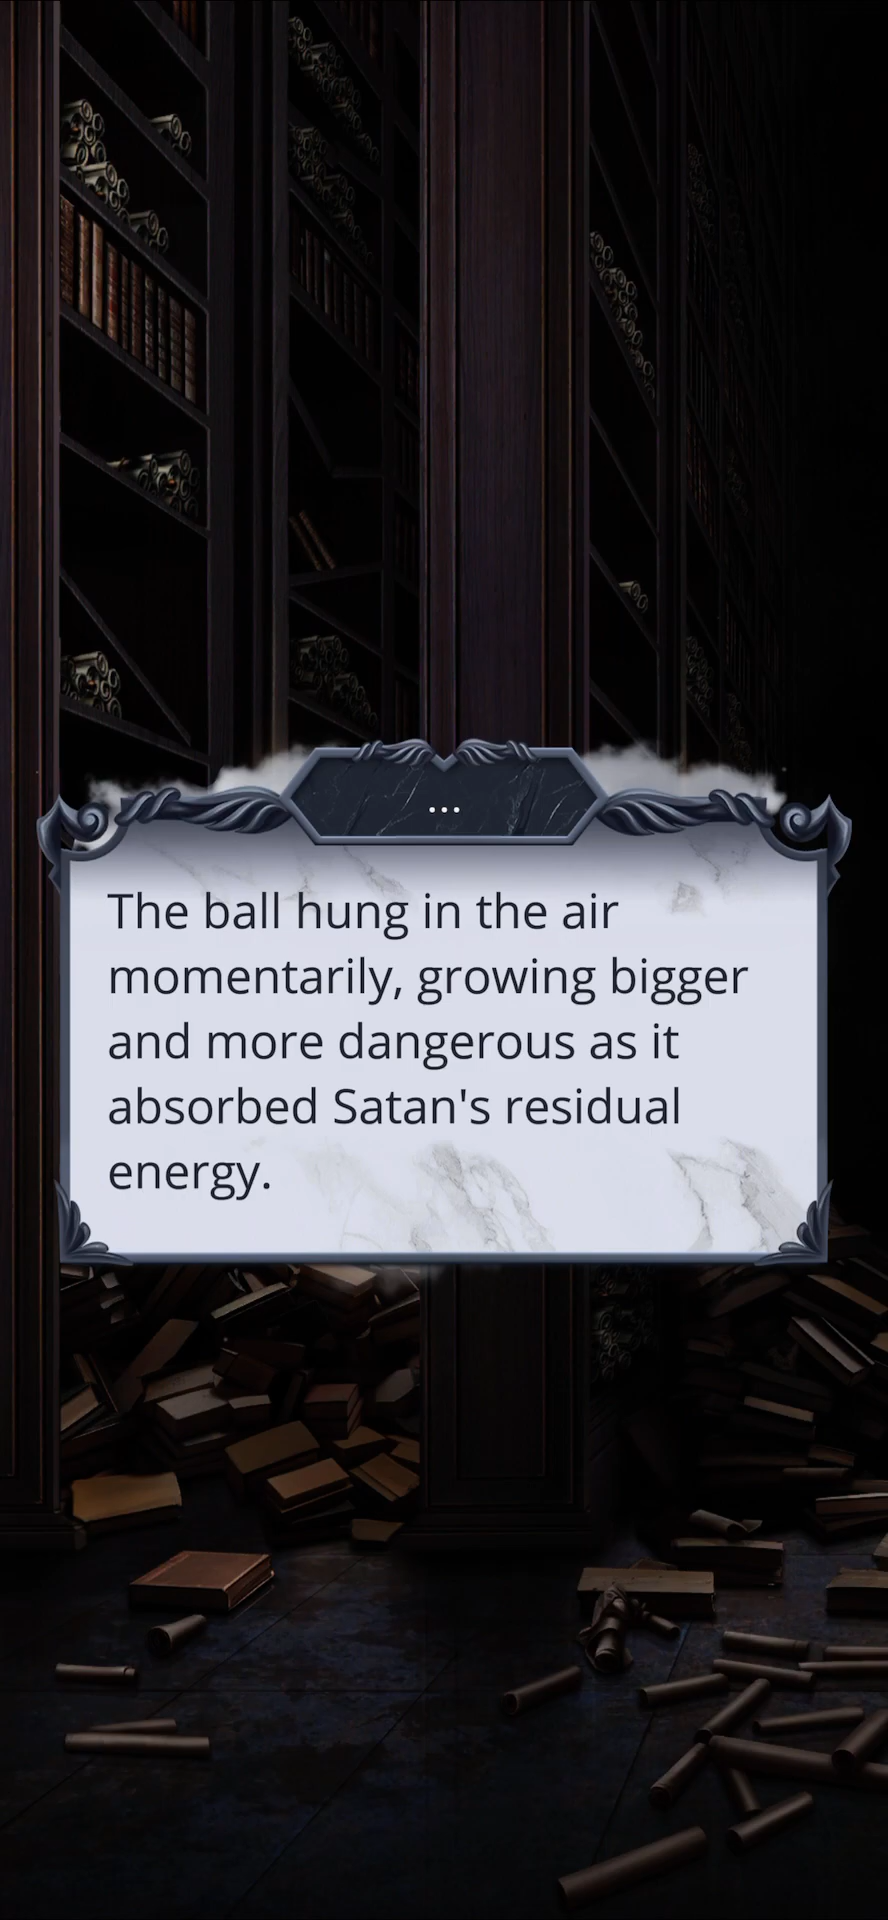 ...
The ball hung in the air
momentarily, growing bigger
and more dangerous as it
absorbed Satan's residual
energy.